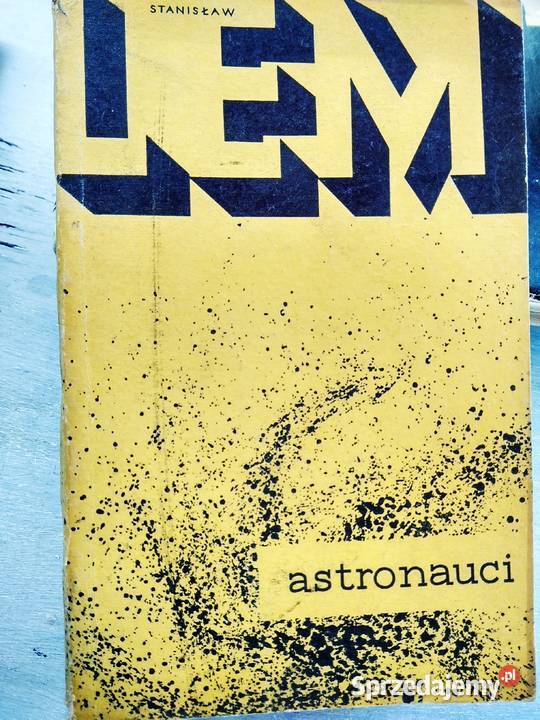 STANISŁAW
LEM
astronauci
Sprzedajemy.pl